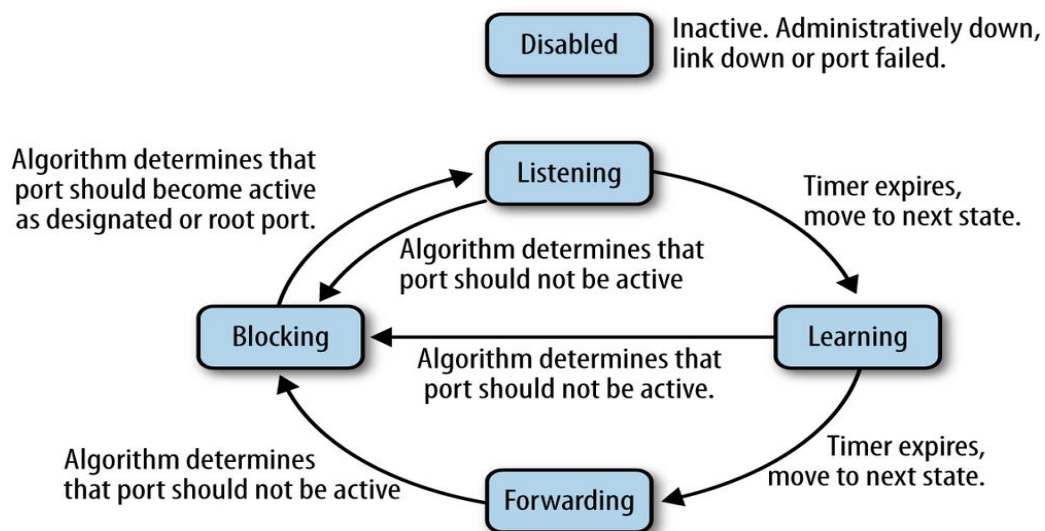 Disabled
Inactive. Administratively down,
link down or port failed.
Algorithm determines that
port should become active
as designated or root port.
Listening
Timer expires,
move to next state.
Algorithm determines that
port should not be active
Blocking
Learning
Algorithm determines that
port should not be active.
Algorithm determines
that port should not be active
Forwarding
Timer expires,
move to next state.